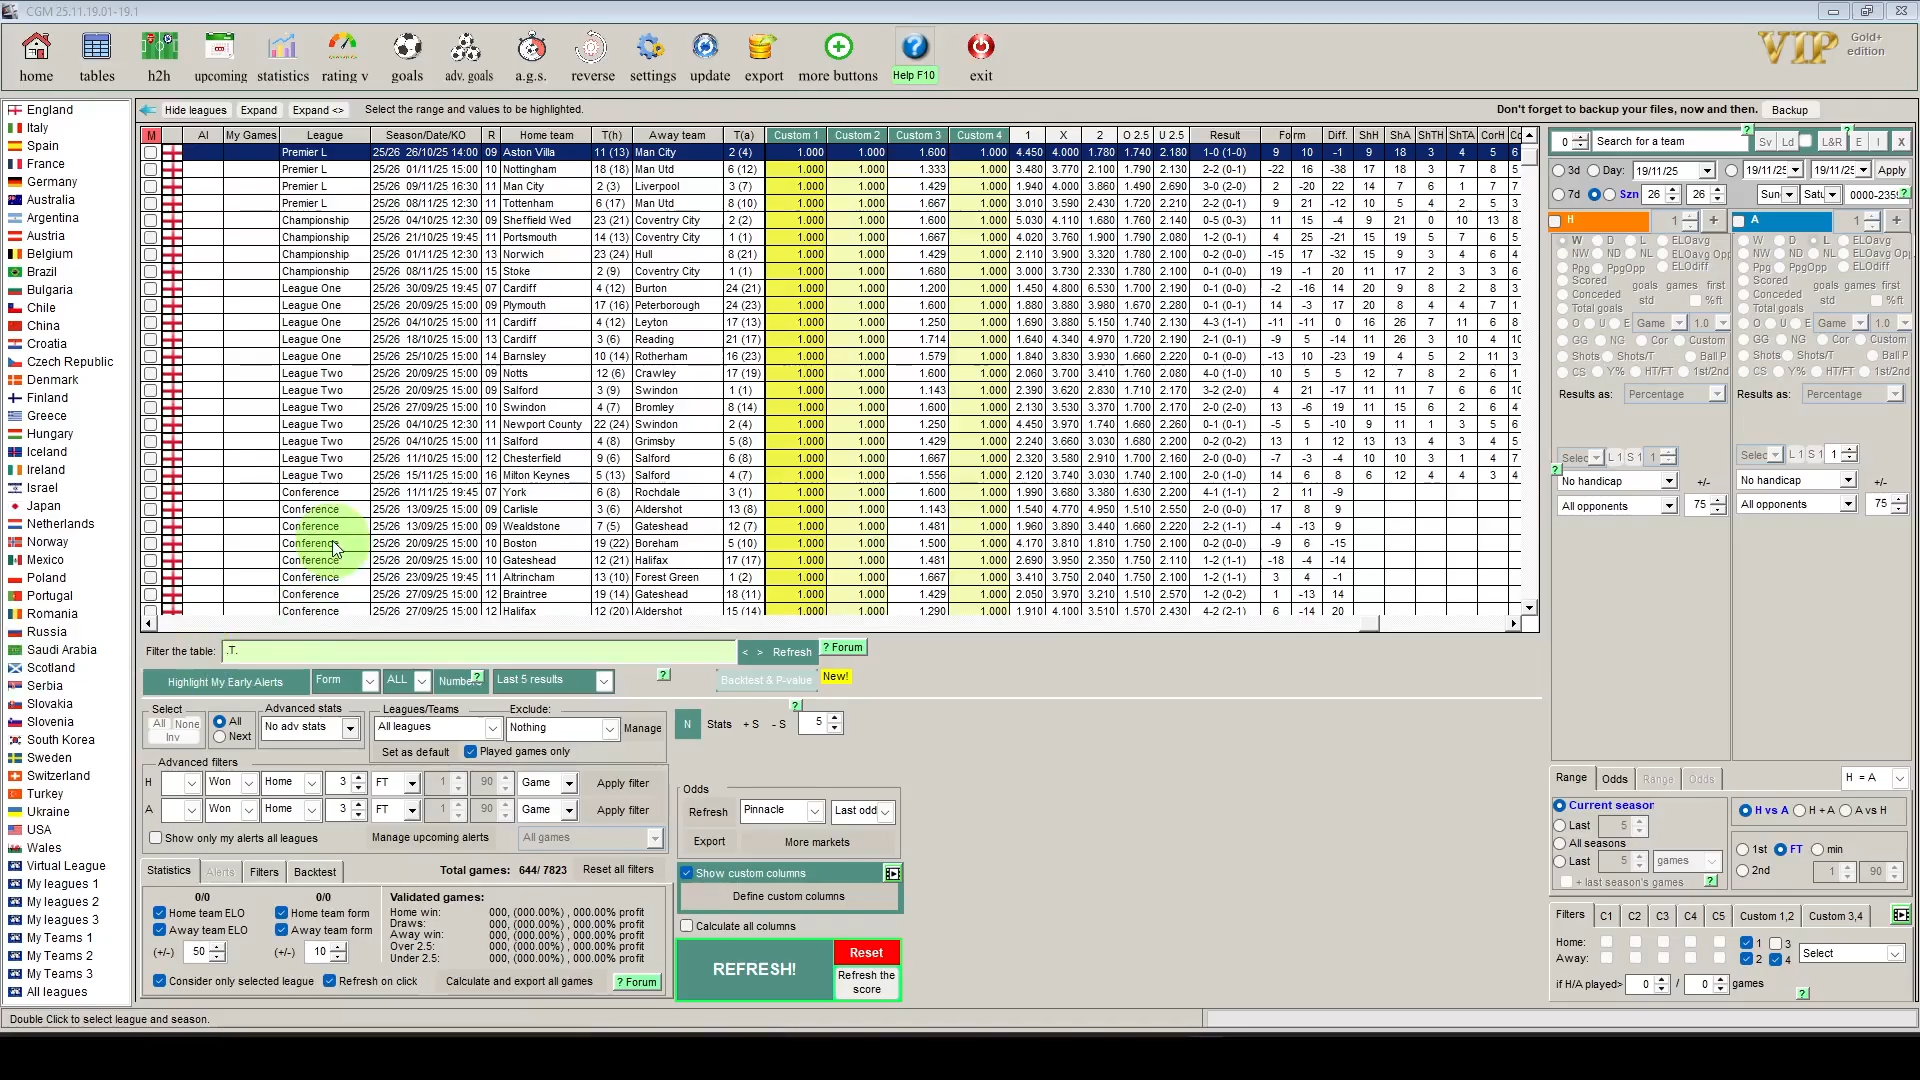 CGM 25.11.19.01-19.1
home tables h2h upcoming statistics rating v goals adv. goals a.g.s. reverse settings update export more buttons Help F10 exit
VIP Gold+ edition
Hide leagues Expand Expand <> Select the range and values to be highlighted. Don't forget to backup your files, now and then. Backup
England
Italy
Spain
France
Germany
Australia
Argentina
Austria
Belgium
Brazil
Bulgaria
Chile
China
Croatia
Czech Republic
Denmark
Finland
Greece
Hungary
Iceland
Ireland
Israel
Japan
Netherlands
Norway
Mexico
Poland
Portugal
Romania
Russia
Saudi Arabia
Scotland
Serbia
Slovakia
Slovenia
South Korea
Sweden
Switzerland
Turkey
Ukraine
USA
Wales
Virtual League
My leagues 1
My leagues 2
My leagues 3
My Teams 1
My Teams 2
My Teams 3
All leagues
M AI My Games League Season/Date/KO R Home team T(h) Away team T(a) Custom 1 Custom 2 Custom 3 Custom 4 1 X 2 O 2.5 U 2.5 Result Form Diff. ShH ShA ShTH ShTA CorH Co
Premier L 25/26 26/10/25 14:00 09 Aston Villa 11 (13) Man City 2 (4) 1.000 1.000 1.600 1.000 4.450 4.000 1.780 1.740 2.180 1-0 (1-0) 9 10 -1 9 18 3 4 5 6
Premier L 25/26 01/11/25 15:00 10 Nottingham 18 (18) Man Utd 6 (12) 1.000 1.000 1.333 1.000 3.480 3.770 2.100 1.790 2.130 2-2 (0-1) -22 16 -38 17 18 3 7 8 5
Premier L 25/26 09/11/25 16:30 11 Man City 2 (3) Liverpool 3 (7) 1.000 1.000 1.429 1.000 1.940 4.000 3.860 1.490 2.690 3-0 (2-0) 2 -20 22 14 7 6 1 7 7
Premier L 25/26 08/11/25 12:30 11 Tottenham 6 (17) Man Utd 8 (10) 1.000 1.000 1.667 1.000 3.010 3.590 2.430 1.720 2.210 2-2 (0-1) 9 21 -12 10 5 4 2 5 3
Championship 25/26 04/10/25 12:30 09 Sheffield Wed 23 (21) Coventry City 2 (2) 1.000 1.000 1.600 1.000 5.030 4.110 1.680 1.760 2.140 0-5 (0-3) 11 15 -4 9 21 0 10 13 8
Championship 25/26 21/10/25 19:45 11 Portsmouth 14 (13) Coventry City 1 (1) 1.000 1.000 1.667 1.000 4.020 3.760 1.900 1.790 2.080 1-2 (0-1) 4 25 -21 15 19 5 7 6 5
Championship 25/26 01/11/25 12:30 13 Norwich 23 (24) Hull 8 (21) 1.000 1.000 1.429 1.000 2.110 3.900 3.320 1.780 2.100 0-2 (0-0) -15 17 -32 15 9 3 4 6 4
Championship 25/26 08/11/25 15:00 15 Stoke 2 (9) Coventry City 1 (1) 1.000 1.000 1.680 1.000 3.000 3.730 2.330 1.780 2.100 0-1 (0-0) 19 -1 20 11 17 2 3 3 6
League One 25/26 30/09/25 19:45 07 Cardiff 4 (12) Burton 24 (21) 1.000 1.000 1.200 1.000 1.450 4.800 6.530 1.700 2.190 0-1 (0-0) -2 -16 14 20 9 8 2 8 3
League One 25/26 20/09/25 15:00 09 Plymouth 17 (16) Peterborough 24 (23) 1.000 1.000 1.600 1.000 1.880 3.880 3.980 1.670 2.280 0-1 (0-1) 14 -3 17 20 8 4 4 7 1
League One 25/26 04/10/25 15:00 11 Cardiff 4 (12) Leyton 17 (13) 1.000 1.000 1.250 1.000 1.690 3.880 5.150 1.740 2.130 4-3 (1-1) -11 -11 0 16 26 7 11 6 8
League One 25/26 18/10/25 15:00 13 Cardiff 3 (6) Reading 21 (17) 1.000 1.000 1.714 1.000 1.640 4.340 4.970 1.720 2.190 2-1 (0-1) -9 5 -14 11 26 3 10 4 10
League One 25/26 25/10/25 15:00 14 Barnsley 10 (14) Rotherham 16 (23) 1.000 1.000 1.579 1.000 1.840 3.830 3.930 1.660 2.220 0-1 (0-0) -13 10 -23 19 4 5 2 11 3
League Two 25/26 20/09/25 15:00 09 Notts 12 (6) Crawley 17 (19) 1.000 1.000 1.600 1.000 2.060 3.700 3.410 1.760 2.080 4-0 (1-0) 10 5 5 12 7 8 2 6 1
League Two 25/26 20/09/25 15:00 09 Salford 3 (9) Swindon 1 (1) 1.000 1.000 1.143 1.000 2.390 3.620 2.830 1.710 2.170 3-2 (2-0) 4 21 -17 11 11 7 6 6 10
League Two 25/26 27/09/25 15:00 10 Swindon 4 (7) Bromley 8 (14) 1.000 1.000 1.600 1.000 2.130 3.530 3.370 1.700 2.170 2-0 (2-0) 13 -6 19 11 15 6 2 6 4
League Two 25/26 04/10/25 12:30 11 Newport County 22 (24) Swindon 2 (4) 1.000 1.000 1.600 1.000 4.450 3.970 1.740 1.660 2.260 1-2 (0-1) -5 5 -10 9 11 1 3 5 6
League Two 25/26 04/10/25 15:00 11 Salford 4 (8) Grimsby 5 (8) 1.000 1.000 1.429 1.000 2.240 3.660 3.030 1.680 2.200 0-2 (0-2) 13 1 12 13 13 4 3 4 5
League Two 25/26 11/10/25 15:00 12 Chesterfield 9 (6) Salford 6 (8) 1.000 1.000 1.667 1.000 2.320 3.580 2.910 1.700 2.160 2-0 (0-0) -7 -3 -4 10 10 3 1 4 7
League Two 25/26 15/11/25 15:00 16 Milton Keynes 5 (13) Salford 4 (7) 1.000 1.000 1.556 1.000 2.120 3.740 3.030 1.740 2.140 2-0 (1-0) 14 6 8 6 12 4 4 3 4
Conference 25/26 11/11/25 19:45 07 York 6 (8) Rochdale 3 (1) 1.000 1.000 1.600 1.000 1.990 3.680 3.380 1.630 2.200 4-1 (1-1) 2 11 -9
Conference 25/26 13/09/25 15:00 09 Carlisle 3 (6) Aldershot 13 (8) 1.000 1.000 1.143 1.000 1.540 4.770 4.950 1.510 2.550 2-0 (0-0) 17 8 9
Conference 25/26 13/09/25 15:00 09 Wealdstone 7 (5) Gateshead 12 (7) 1.000 1.000 1.481 1.000 1.960 3.890 3.440 1.660 2.220 2-2 (1-2) -4 -13 9
Conference 25/26 20/09/25 15:00 10 Boston 19 (22) Boreham 5 (10) 1.000 1.000 1.500 1.000 4.170 3.810 1.810 1.750 2.100 0-2 (0-0) -9 6 -15
Conference 25/26 20/09/25 15:00 10 Gateshead 12 (21) Halifax 17 (17) 1.000 1.000 1.481 1.000 2.690 3.950 2.350 1.750 2.110 1-2 (1-1) -18 -4 -14
Conference 25/26 23/09/25 19:45 11 Altrincham 13 (10) Forest Green 1 (2) 1.000 1.000 1.667 1.000 3.410 3.750 2.040 1.750 2.100 1-2 (1-1) 3 4 -1
Conference 25/26 27/09/25 15:00 12 Braintree 19 (14) Gateshead 18 (11) 1.000 1.000 1.429 1.000 2.050 3.970 3.210 1.510 2.570 1-2 (0-2) 1 -13 14
Conference 25/26 27/09/25 15:00 12 Halifax 12 (20) Aldershot 15 (14) 1.000 1.000 1.290 1.000 1.910 4.100 3.510 1.570 2.430 4-2 (2-1) 6 -14 20
Filter the table: .T. < > Refresh ? Forum
Highlight My Early Alerts Form ALL Numbe ? Last 5 results ? Backtest & P-value New!
Select Advanced stats Leagues/Teams Exclude:
All None Inv All Next No adv stats All leagues Nothing Manage
Set as default Played games only
N Stats + S - S ? 5
Advanced filters
H Won Home 3 FT 1 90 Game Apply filter
A Won Home 3 FT 1 90 Game Apply filter
Show only my alerts all leagues Manage upcoming alerts All games
Odds
Refresh Pinnacle Last odd
Export More markets
Statistics Alerts Filters Backtest Total games: 644/ 7823 Reset all filters
Show custom columns
Define custom columns
Calculate all columns
0/0 0/0 Validated games:
Home team ELO Home team form Home win: 000, (000.00%) , 000.00% profit
Draws: 000, (000.00%) , 000.00% profit
Away team ELO Away team form Away win: 000, (000.00%) , 000.00% profit
Over 2.5: 000, (000.00%) , 000.00% profit
(+/-) 50 (+/-) 10 Under 2.5: 000, (000.00%) , 000.00% profit
Consider only selected league Refresh on click Calculate and export all games ? Forum
REFRESH! Reset
Refresh the score
0 Search for a team ? Sv Ld ? L&R E I X
3d Day: 19/11/25 19/11/25 19/11/25 Apply
7d Szn 26 26 Sun Satu 0000-235 ?
H 1 + A 1 +
W D L ELOavg W D L ELOavg
NW ND NL ELOavg Opp NW ND NL ELOavg Op
Ppg PpgOpp ELOdiff Ppg PpgOpp ELOdiff
Scored goals games first Scored goals games first
Conceded std %ft Conceded std %ft
Total goals Total goals
O U E Game 1.0 O U E Game 1.0
GG NG Cor Custom GG NG Cor Custom
Shots Shots/T Ball P Shots Shots/T Ball P
CS Y% HT/FT 1st/2nd CS Y% HT/FT 1st/2nd
Results as: Percentage Results as: Percentage
Selec L 1 S 1 1 Selec L 1 S 1 1
? No handicap +/- No handicap +/-
All opponents 75 All opponents 75
Range Odds Range Odds H = A
Current season H vs A H + A A vs H
Last 5
All seasons 1st FT min
Last 5 games 2nd 1 90
+ last season's games ?
Filters C1 C2 C3 C4 C5 Custom 1,2 Custom 3,4
Home: 1 3 Select
Away: 2 4
if H/A played> 0 / 0 games ?
Double Click to select league and season.